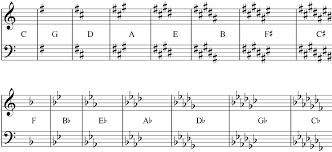 C G D A E B F♯ C♯
F B♭ E♭ A♭ D♭ G♭ C♭